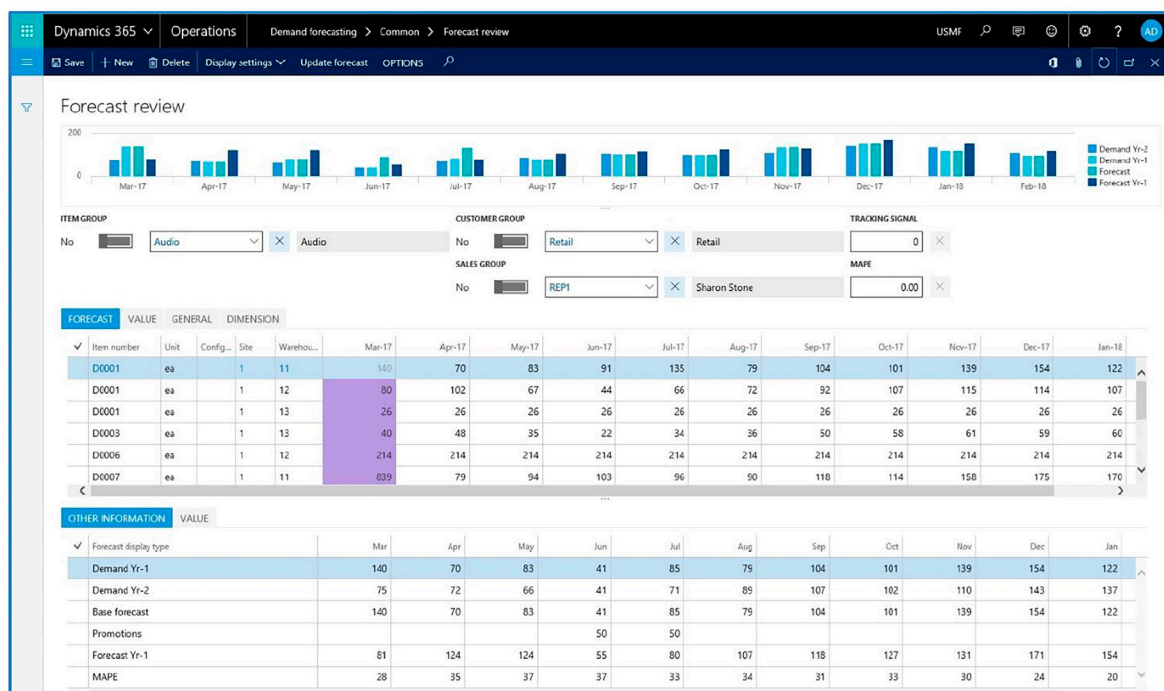 Dynamics 365 Operations Demand forecasting > Common > Forecast review USMF ? AD
Save + New Delete Display settings Update forecast OPTIONS
Forecast review
200
0
Mar-17 Apr-17 May-17 Jun-17 Jul-17 Aug-17 Sep-17 Oct-17 Nov-17 Dec-17 Jan-18 Feb-18
Demand Yr-2
Demand Yr-1
Forecast
Forecast Yr-1
ITEM GROUP CUSTOMER GROUP TRACKING SIGNAL
No Audio Audio No Retail Retail 0
SALES GROUP MAPE
No REP1 Sharon Stone 0.00
FORECAST VALUE GENERAL DIMENSION
Item number Unit Config... Site Warehou... Mar-17 Apr-17 May-17 Jun-17 Jul-17 Aug-17 Sep-17 Oct-17 Nov-17 Dec-17 Jan-18
D0001 ea 1 11 140 70 83 91 135 79 104 101 139 154 122
D0001 ea 1 12 80 102 67 44 66 72 92 107 115 114 107
D0001 ea 1 13 26 26 26 26 26 26 26 26 26 26 26
D0003 ea 1 13 40 48 35 22 34 36 50 58 61 59 60
D0006 ea 1 12 214 214 214 214 214 214 214 214 214 214 214
D0007 ea 1 11 839 79 94 103 96 90 118 114 158 175 170
OTHER INFORMATION VALUE
Forecast display type Mar Apr May Jun Jul Aug Sep Oct Nov Dec Jan
Demand Yr-1 140 70 83 41 85 79 104 101 139 154 122
Demand Yr-2 75 72 66 41 71 89 107 102 110 143 137
Base forecast 140 70 83 41 85 79 104 101 139 154 122
Promotions 50 50
Forecast Yr-1 81 124 124 55 80 107 118 127 131 171 154
MAPE 28 35 37 37 33 34 31 33 30 24 20